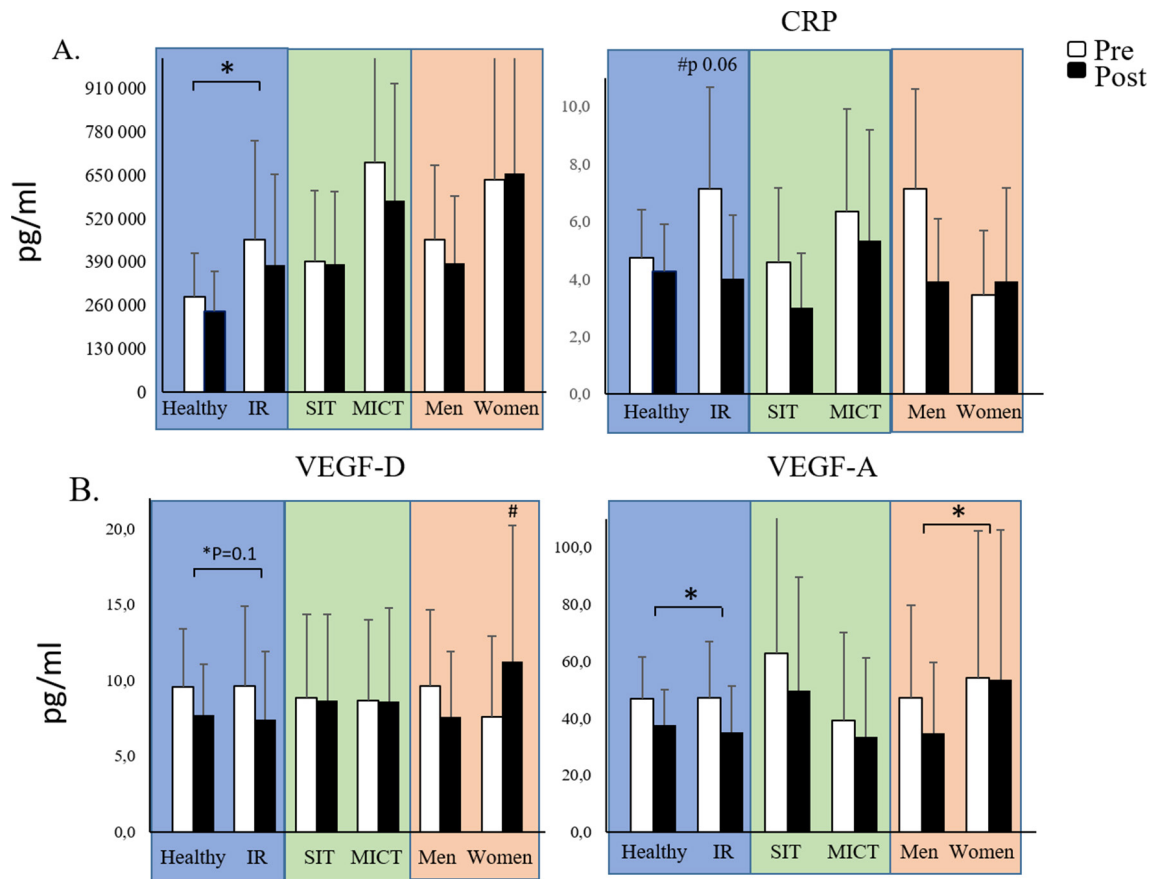 A.
CRP
Pre
Post
pg/ml
910 000
780 000
650 000
520 000
390 000
260 000
130 000
0
*
Healthy IR SIT MICT Men Women
#p 0.06
10,0
8,0
6,0
4,0
2,0
0,0
Healthy IR SIT MICT Men Women
B.
VEGF-D
pg/ml
20,0
15,0
10,0
5,0
0,0
*P=0.1
#
Healthy IR SIT MICT Men Women
VEGF-A
100,0
80,0
60,0
40,0
20,0
0,0
*
*
Healthy IR SIT MICT Men Women